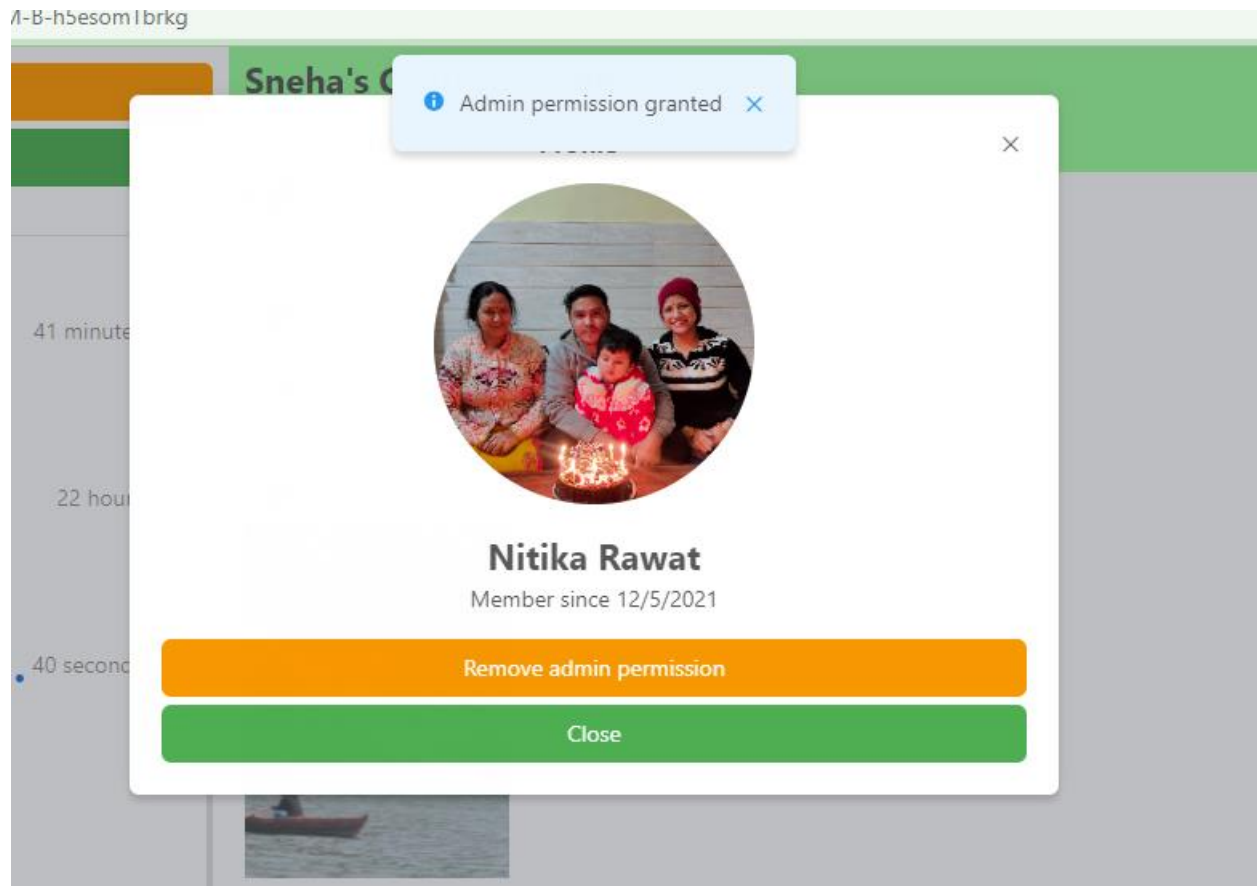 Sneha's
Admin permission granted
41 minute
22 hour
40 second
Nitika Rawat
Member since 12/5/2021
Remove admin permission
Close